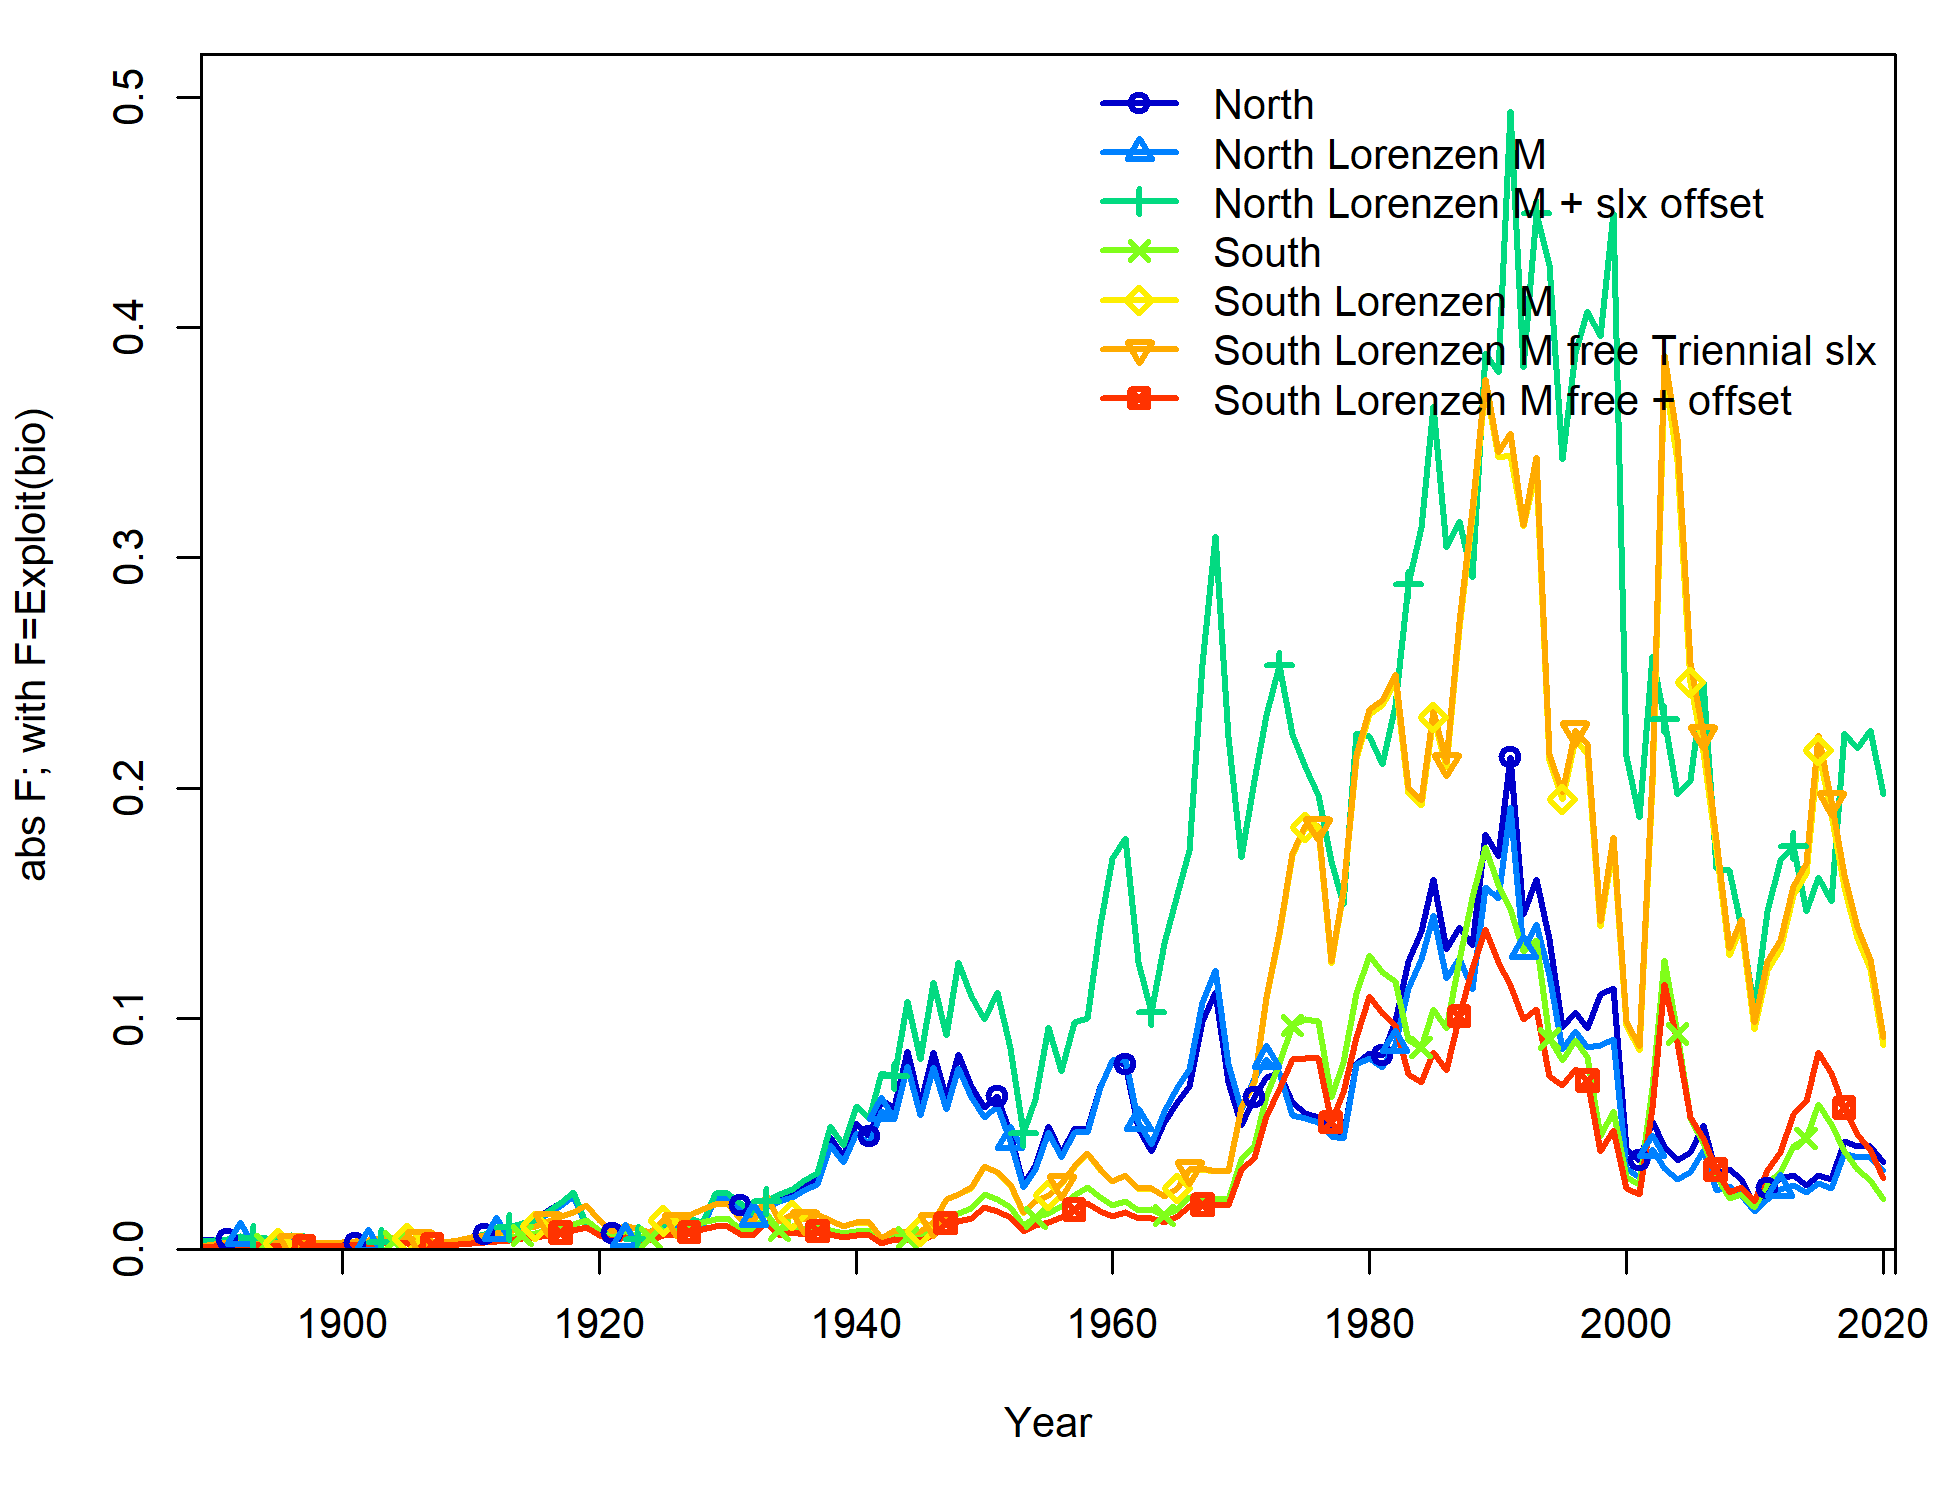 North
North Lorenzen M
North Lorenzen M + slx offset
South
South Lorenzen M
South Lorenzen M free Triennial slx
South Lorenzen M free + offset
abs F; with F=Exploit(bio)
0.5
0.4
0.3
0.2
0.1
0.0
1900 1920 1940 1960 1980 2000 2020
Year